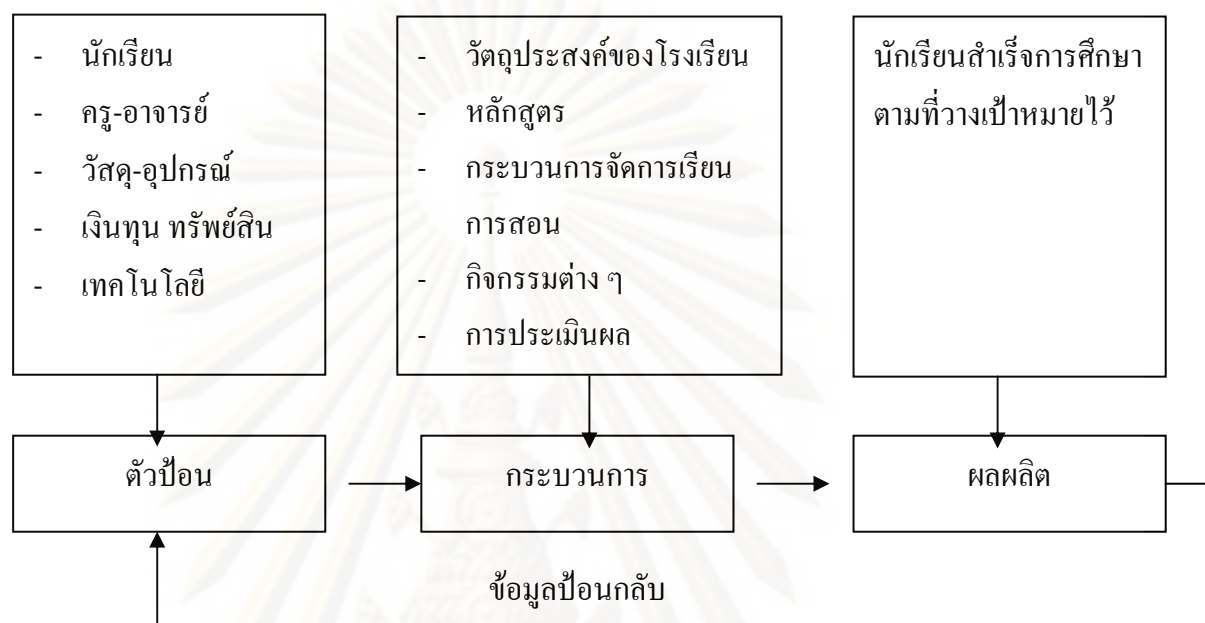 - นักเรียน
- ครู-อาจารย์
- วัสดุ-อุปกรณ์
- เงินทุน ทรัพย์สิน
- เทคโนโลยี
- วัตถุประสงค์ของโรงเรียน
- หลักสูตร
- กระบวนการจัดการเรียน
การสอน
- กิจกรรมต่าง ๆ
- การประเมินผล
นักเรียนสำเร็จการศึกษา
ตามที่วางเป้าหมายไว้
ตัวป้อน
กระบวนการ
ผลผลิต
ข้อมูลป้อนกลับ